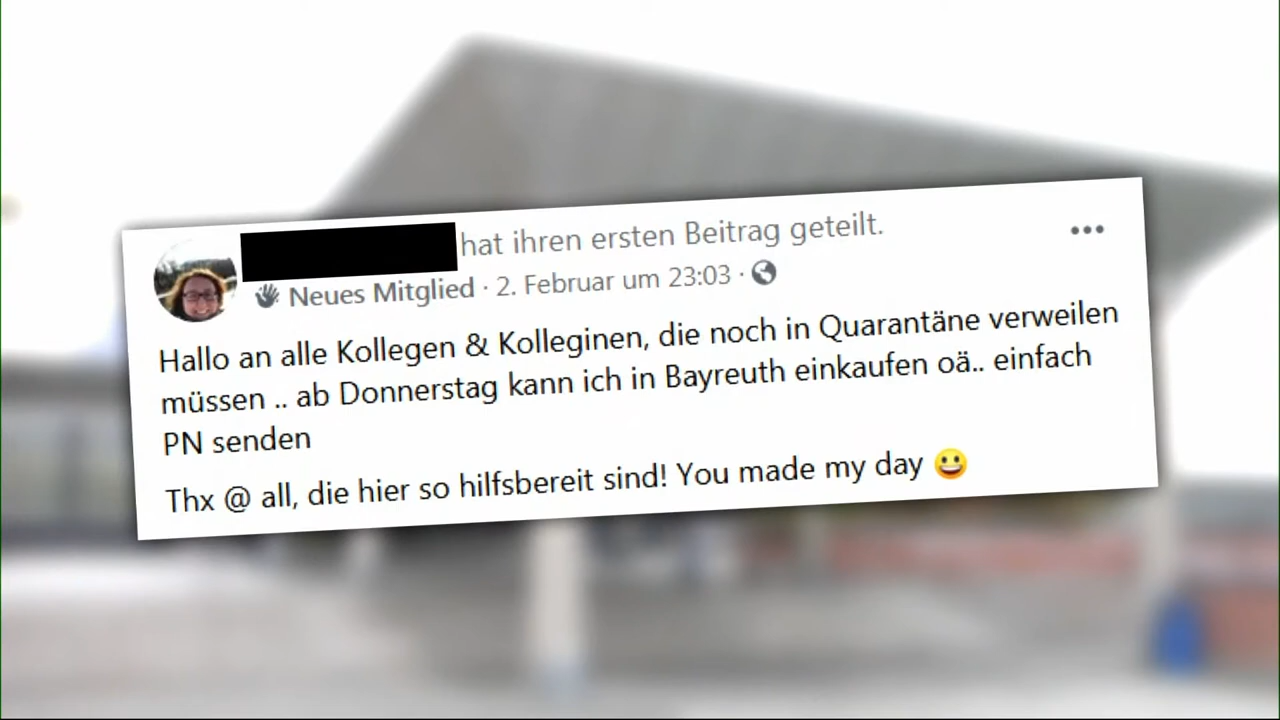 hat ihren ersten Beitrag geteilt.
Neues Mitglied · 2. Februar um 23:03 ·
Hallo an alle Kollegen & Kolleginen, die noch in Quarantäne verweilen
müssen .. ab Donnerstag kann ich in Bayreuth einkaufen oä.. einfach
PN senden
Thx @ all, die hier so hilfsbereit sind! You made my day 😀